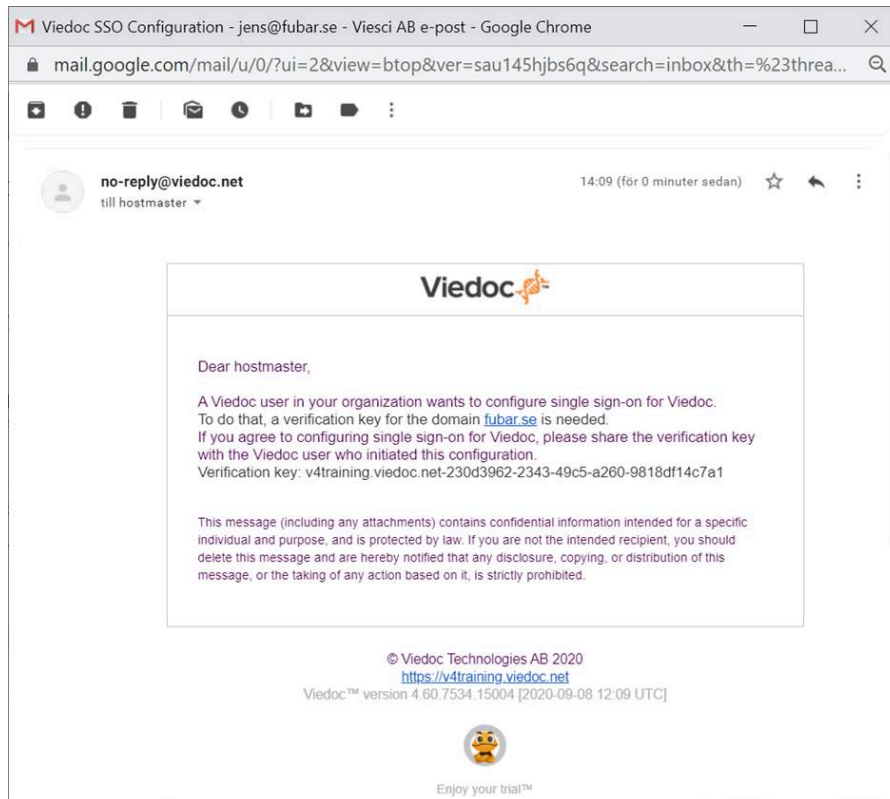 Viedoc SSO Configuration - jens@fubar.se - Viesci AB e-post - Google Chrome
mail.google.com/mail/u/0/?ui=2&view=btop&ver=sau145hjbs6q&search=inbox&th=%23threa...
no-reply@viedoc.net 14:09 (för 0 minuter sedan)
till hostmaster
Viedoc™
Dear hostmaster,
A Viedoc user in your organization wants to configure single sign-on for Viedoc.
To do that, a verification key for the domain fubar.se is needed.
If you agree to configuring single sign-on for Viedoc, please share the verification key
with the Viedoc user who initiated this configuration.
Verification key: v4training.viedoc.net-230d3962-2343-49c5-a260-9818df14c7a1
This message (including any attachments) contains confidential information intended for a specific
individual and purpose, and is protected by law. If you are not the intended recipient, you should
delete this message and are hereby notified that any disclosure, copying, or distribution of this
message, or the taking of any action based on it, is strictly prohibited.
© Viedoc Technologies AB 2020
https://v4training.viedoc.net
Viedoc™ version 4.60.7534.15004 [2020-09-08 12:09 UTC]
Enjoy your trial™